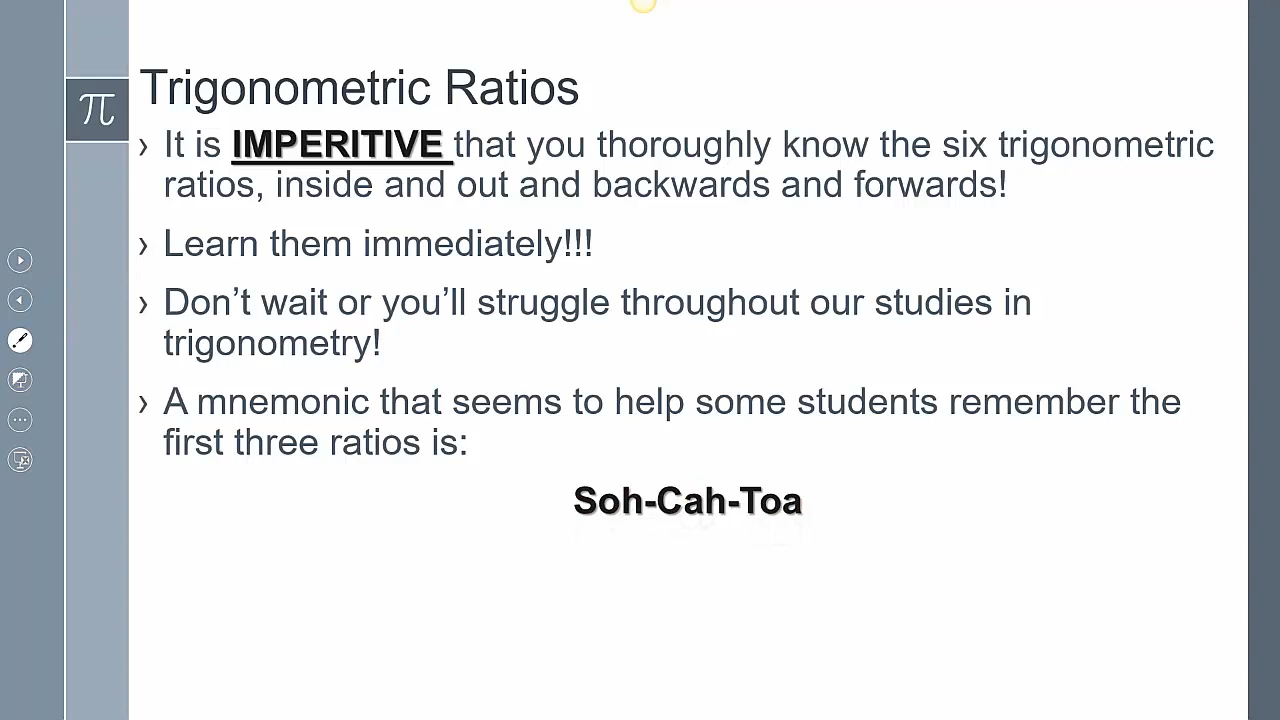 Trigonometric Ratios
π
› It is IMPERITIVE that you thoroughly know the six trigonometric
ratios, inside and out and backwards and forwards!
› Learn them immediately!!!
› Don’t wait or you’ll struggle throughout our studies in
trigonometry!
› A mnemonic that seems to help some students remember the
first three ratios is:
Soh-Cah-Toa